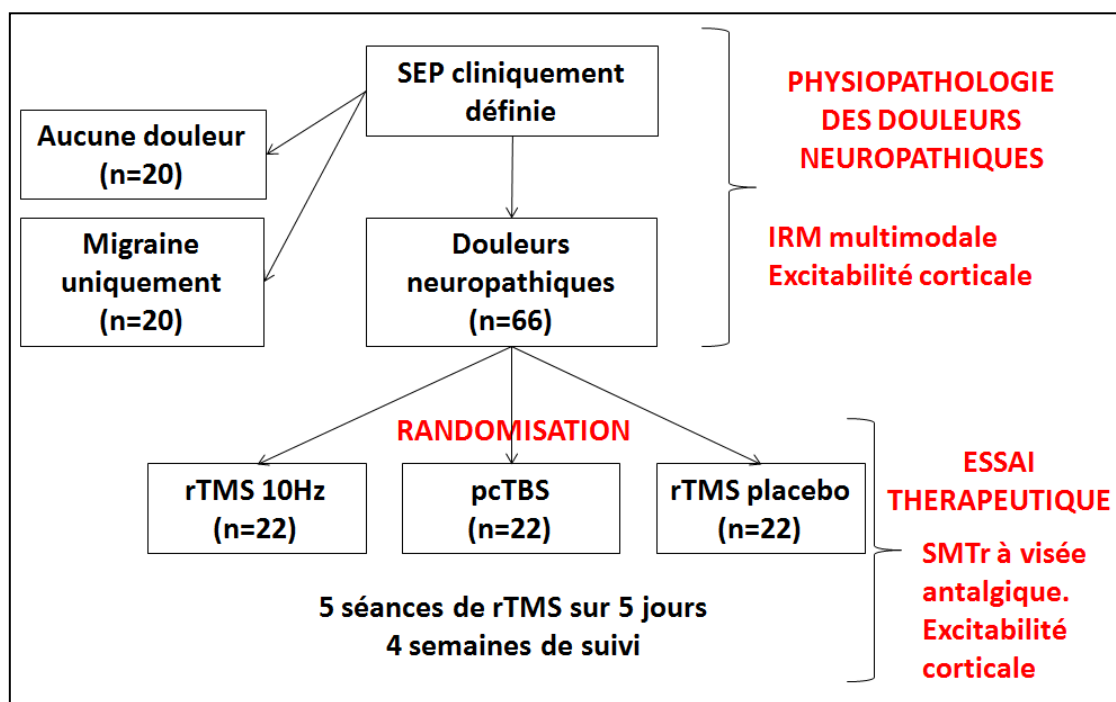 SEP cliniquement
définie
Aucune douleur
(n=20)
Migraine
uniquement
(n=20)
Douleurs
neuropathiques
(n=66)
PHYSIOPATHOLOGIE
DES DOULEURS
NEUROPATHIQUES
IRM multimodale
Excitabilité corticale
RANDOMISATION
rTMS 10Hz
(n=22)
pcTBS
(n=22)
rTMS placebo
(n=22)
5 séances de rTMS sur 5 jours
4 semaines de suivi
ESSAI
THERAPEUTIQUE
SMTr à visée
antalgique.
Excitabilité
corticale